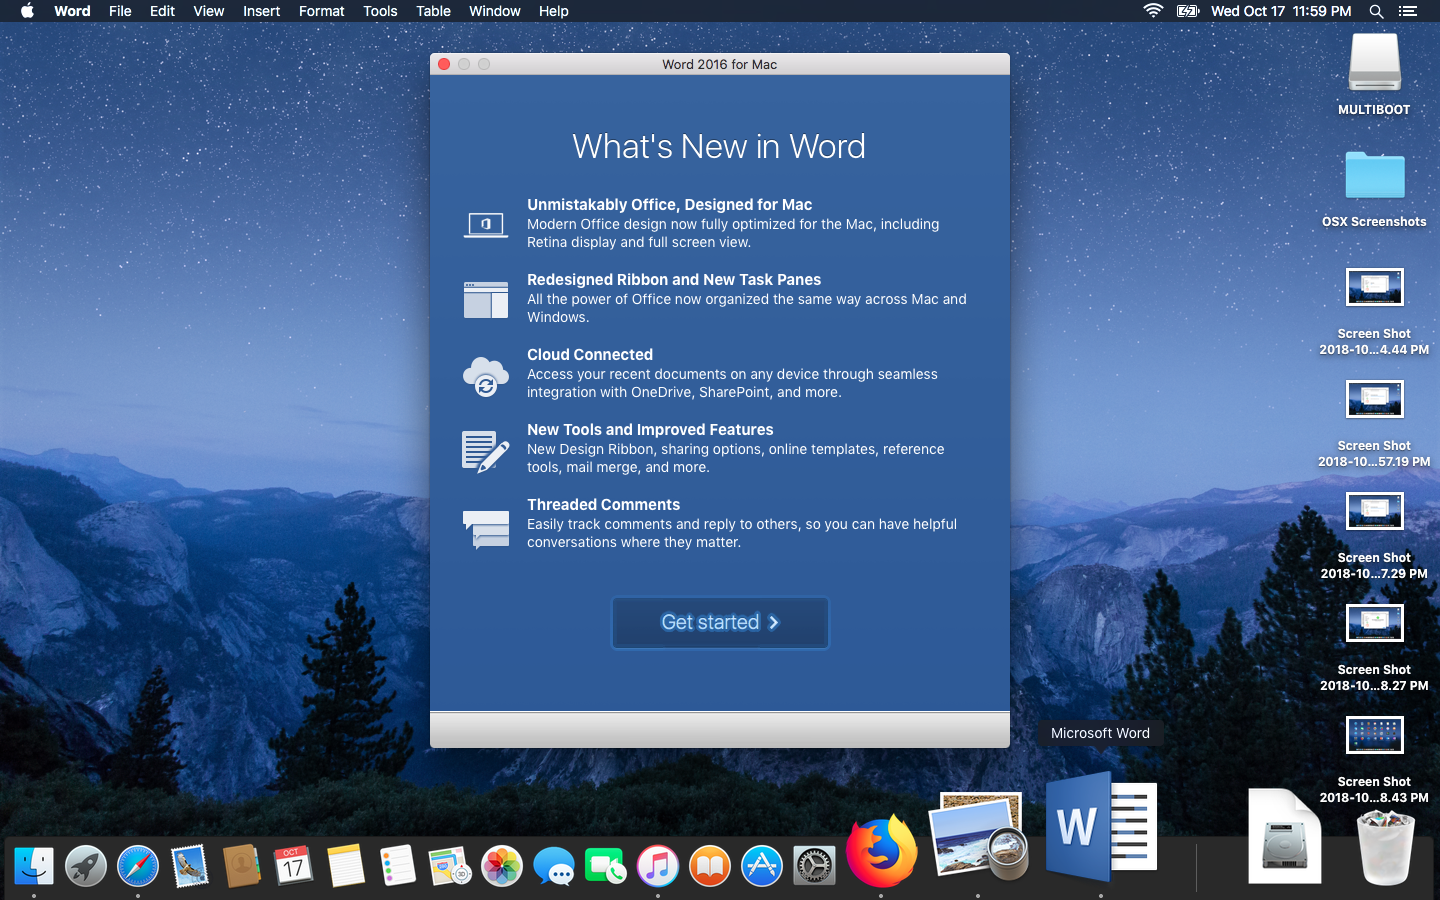 Word File Edit View Insert Format Tools Table Window Help Wed Oct 17 11:59 PM
Word 2016 for Mac
What's New in Word
Unmistakably Office, Designed for Mac
Modern Office design now fully optimized for the Mac, including
Retina display and full screen view.
Redesigned Ribbon and New Task Panes
All the power of Office now organized the same way across Mac and
Windows.
Cloud Connected
Access your recent documents on any device through seamless
integration with OneDrive, SharePoint, and more.
New Tools and Improved Features
New Design Ribbon, sharing options, online templates, reference
tools, mail merge, and more.
Threaded Comments
Easily track comments and reply to others, so you can have helpful
conversations where they matter.
Get started
MULTIBOOT
OSX Screenshots
Screen Shot
2018-10...4.44 PM
Screen Shot
2018-10...57.19 PM
Screen Shot
2018-10...7.29 PM
Screen Shot
2018-10...8.27 PM
Screen Shot
2018-10...8.43 PM
Microsoft Word
OCT
17
W